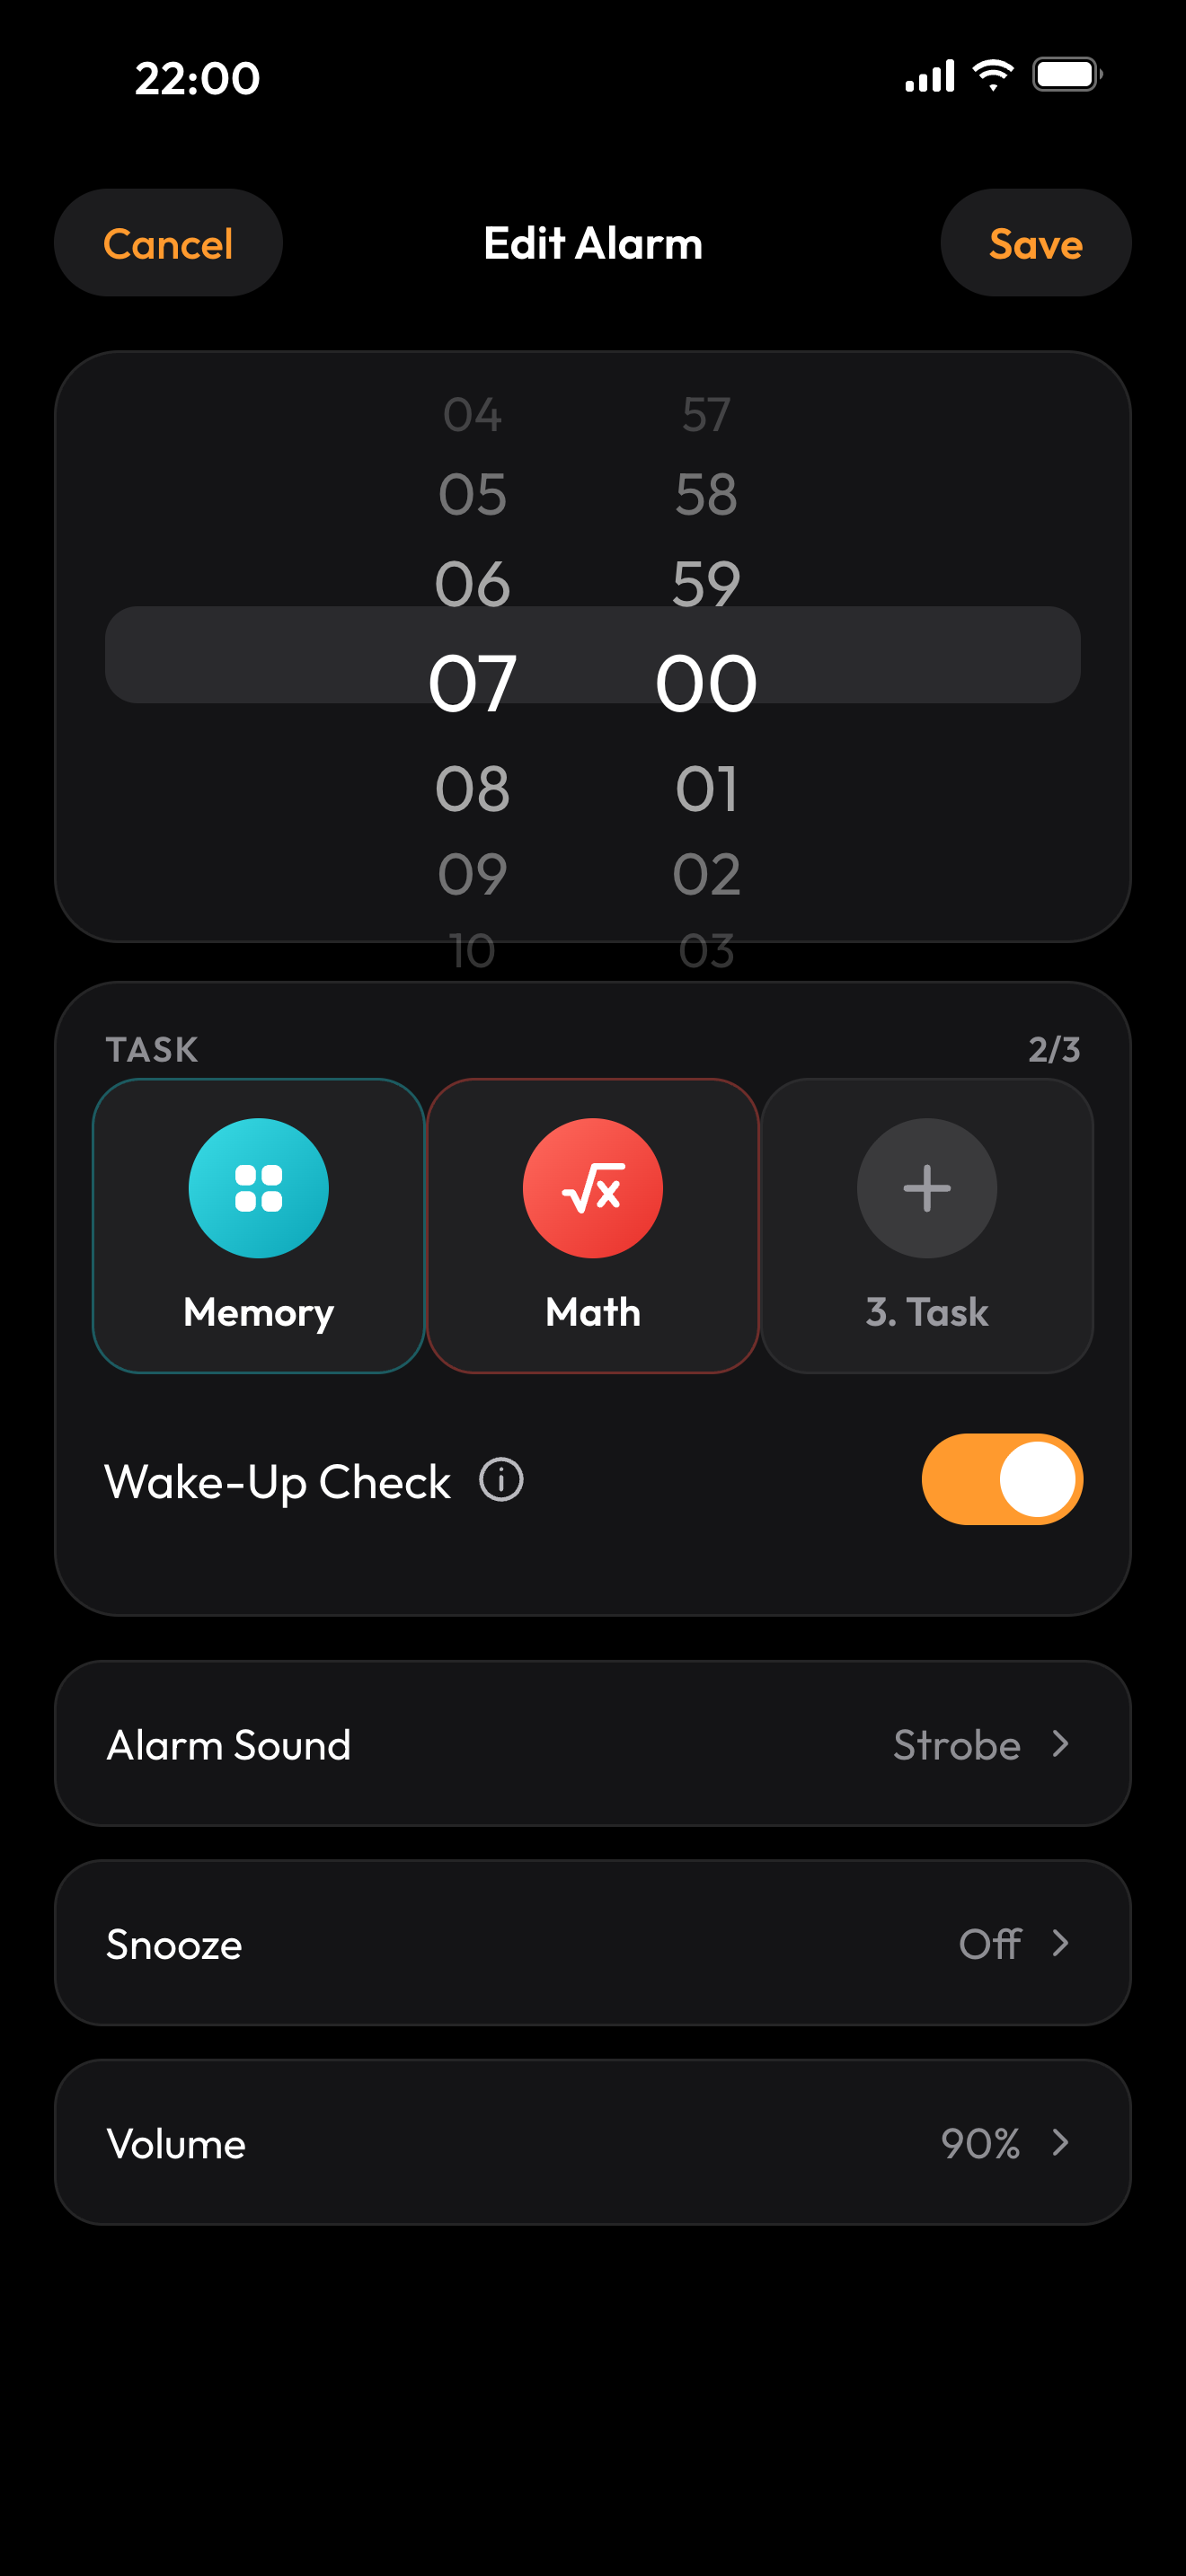 22:00
Cancel
Edit Alarm
Save
04 57
05 58
06 59
07 00
08 01
09 02
10 03
TASK 2/3
Memory
Math
3. Task
Wake-Up Check
Alarm Sound Strobe
Snooze Off
Volume 90%